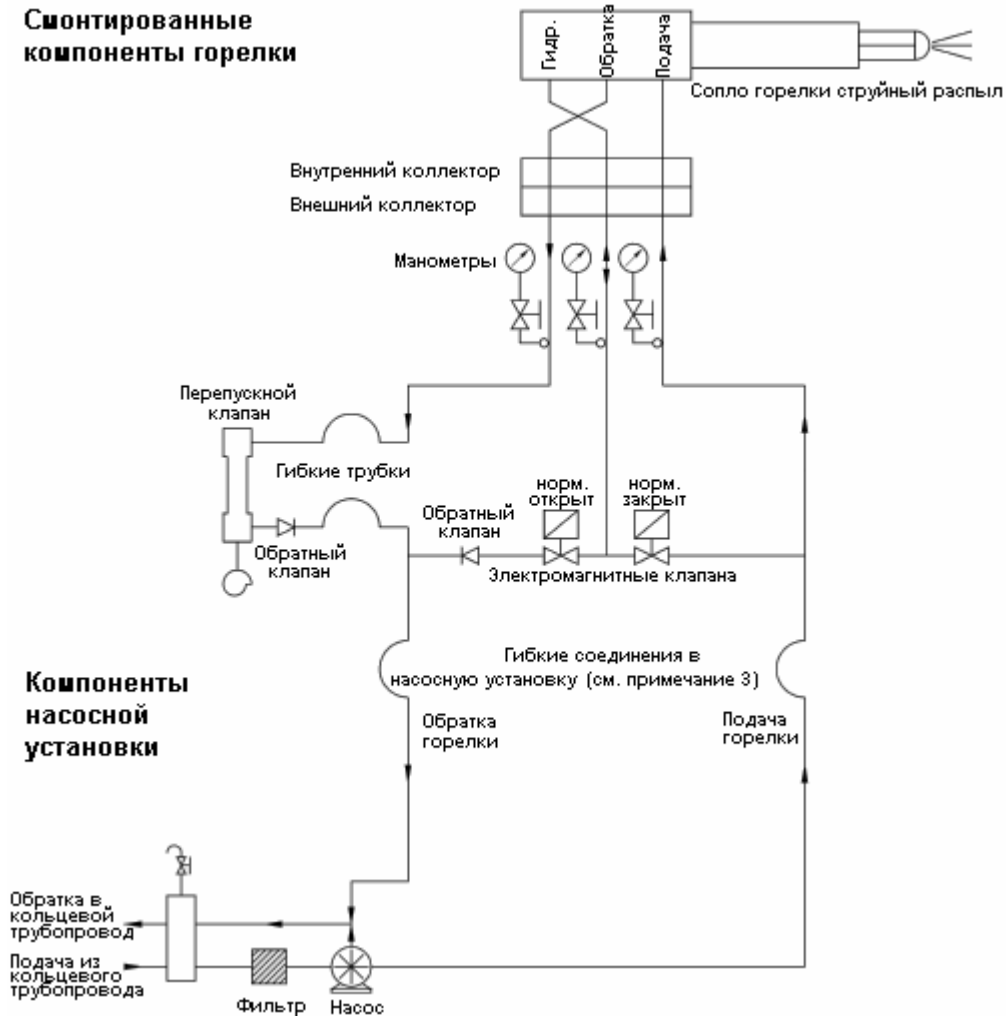 Смонтированные
компоненты горелки
Гидр.
Обратка
Подача
Сопло горелки струйный распыл
Внутренний коллектор
Внешний коллектор
Манометры
Перепускной
клапан
Гибкие трубки
норм.
открыт
норм.
закрыт
Обратный
клапан
Обратный
клапан
Электромагнитные клапана
Гибкие соединения в
насосную установку (см. примечание 3)
Компоненты
насосной
установки
Обратка
горелки
Подача
горелки
Обратка в
кольцевой
трубопровод
Подача из
кольцевого
трубопровода
Фильтр
Насос